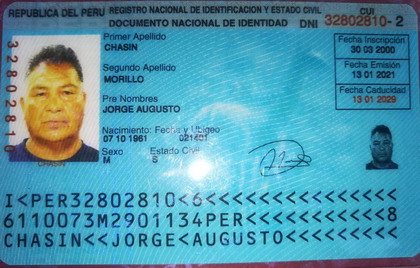 REPUBLICA DEL PERU REGISTRO NACIONAL DE IDENTIFICACION Y ESTADO CIVIL
DOCUMENTO NACIONAL DE IDENTIDAD DNI
CUI
32802810-2
32802810
Primer Apellido
CHASIN
Segundo Apellido
MORILLO
Pre Nombres
JORGE AUGUSTO
Nacimiento: Fecha y Ubigeo
07 10 1961 021401
Sexo Estado Civil
M S
Fecha Inscripción
30 03 2000
Fecha Emisión
13 01 2021
Fecha Caducidad
13 01 2029
CHASIN
I<PER32802810<6<<<<<<<<<<<<<<<
6110073M2901134PER<<<<<<<<<<<8
CHASIN<<JORGE<AUGUSTO<<<<<<<<<